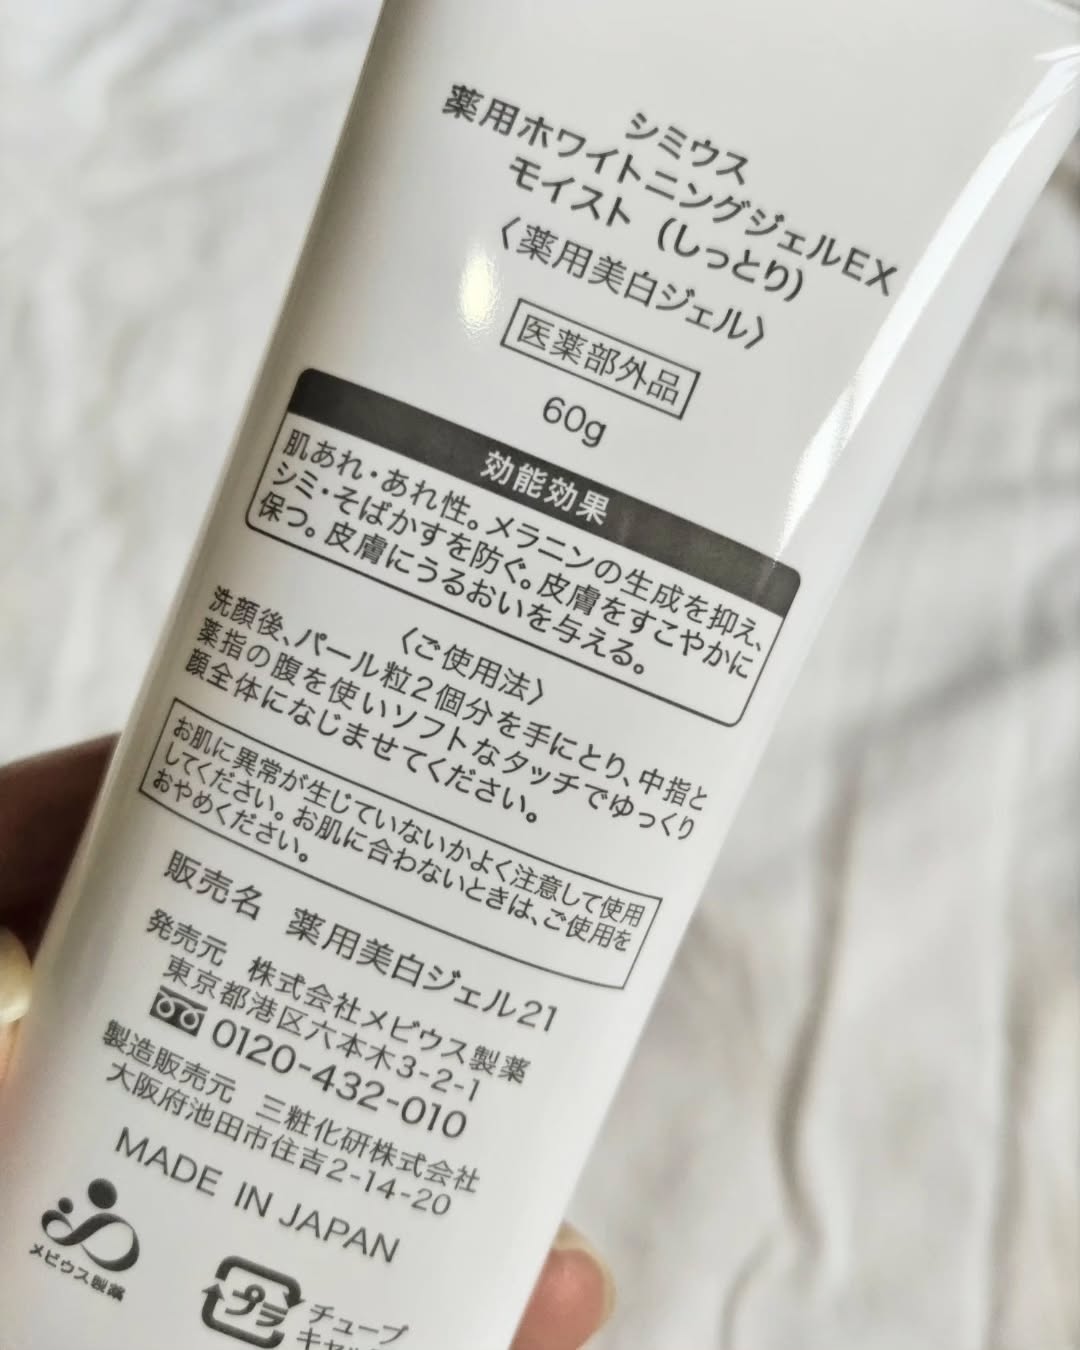 シミウス
薬用ホワイトニングジェルEX
モイスト (しっとり)
〈薬用美白ジェル〉
医薬部外品
60g
効能効果
肌あれ・あれ性。メラニンの生成を抑え、
シミ・そばかすを防ぐ。皮膚をすこやかに
保つ。皮膚にうるおいを与える。
〈ご使用法〉
洗顔後、パール粒2個分を手にとり、中指と
薬指の腹を使いソフトなタッチでゆっくり
顔全体になじませてください。
お肌に異常が生じていないかよく注意して使用
してください。お肌に合わないときは、ご使用を
おやめください。
販売名 薬用美白ジェル21
発売元 株式会社メビウス製薬
東京都港区六本木3-2-1
0120-432-010
製造販売元 三粧化研株式会社
大阪府池田市住吉2-14-20
MADE IN JAPAN
メビウス製薬
プラ
チューブ